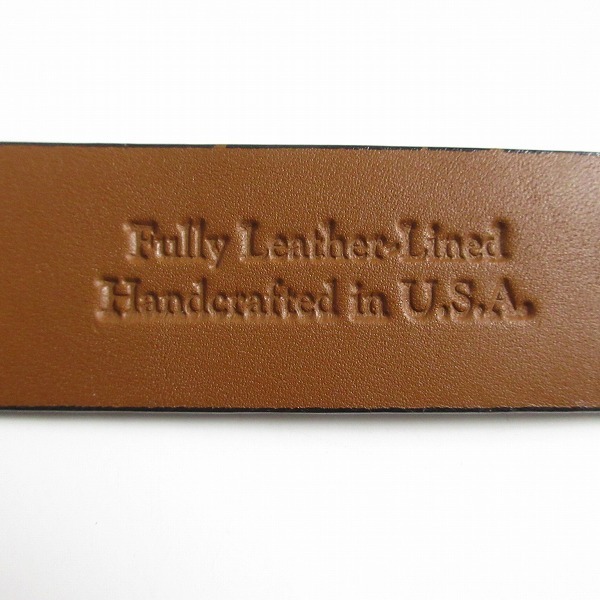 Fully Leather-Lined
Handcrafted in U.S.A.